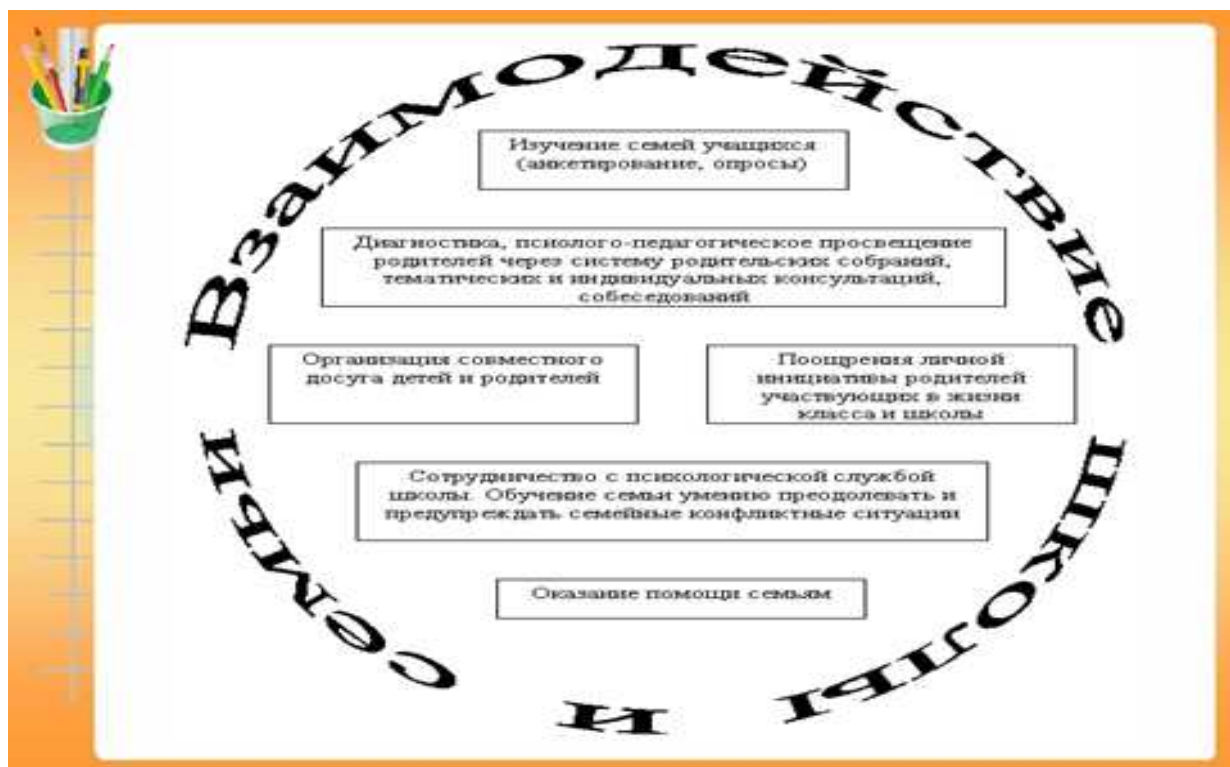 Взаимодействие
семьи и школы
Изучение семей учащихся
(анкетирование, опросы)
Диагностика, психолого-педагогическое просвещение
родителей через систему родительских собраний,
тематических и индивидуальных консультаций,
собеседований
Организация совместного
досуга детей и родителей
Поощрения личной
инициативы родителей
участвующих в жизни
класса и школы
Сотрудничество с психологической службой
школы. Обучение семьи умению преодолевать и
предупреждать семейные конфликтные ситуации
Оказание помощи семьям